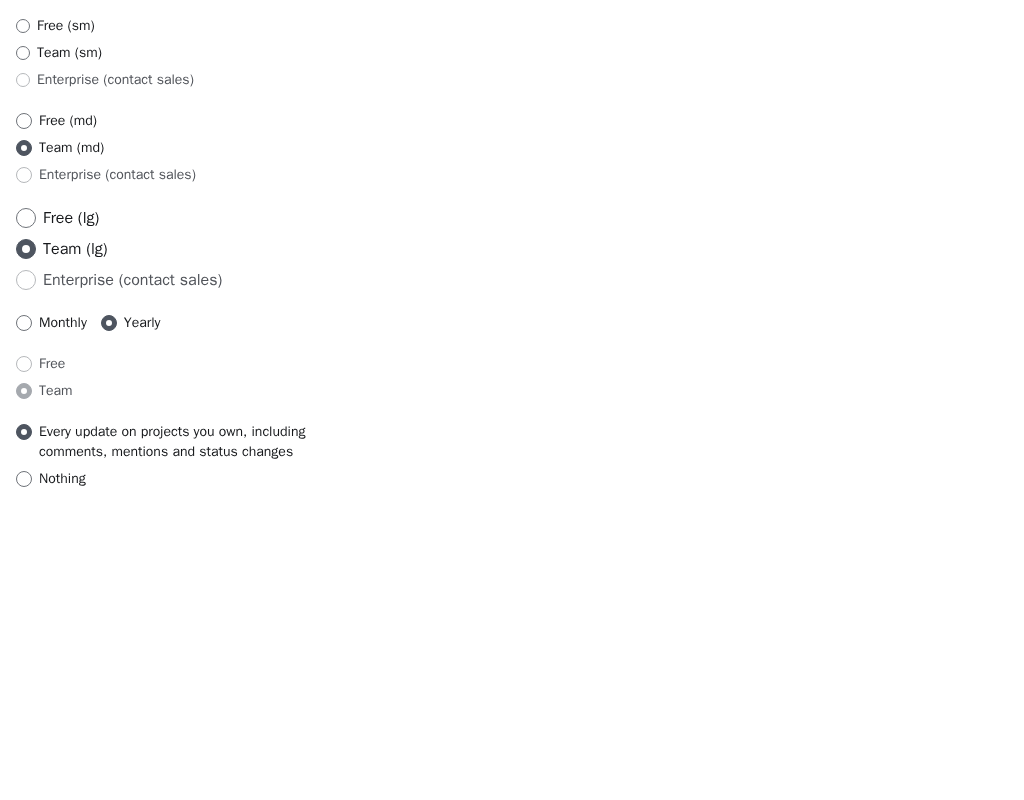 Free (sm)
Team (sm)
Enterprise (contact sales)
Free (md)
Team (md)
Enterprise (contact sales)
Free (lg)
Team (lg)
Enterprise (contact sales)
Monthly Yearly
Free
Team
Every update on projects you own, including
comments, mentions and status changes
Nothing